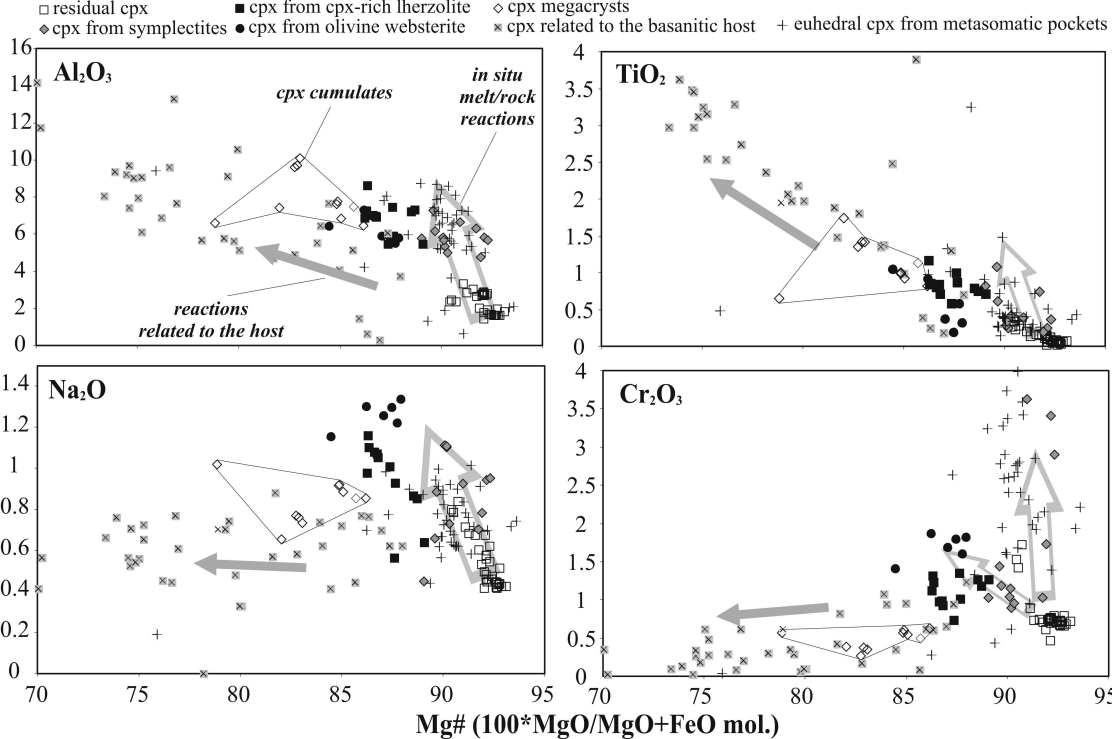 residual cpx cpx from cpx-rich lherzolite cpx megacrysts
cpx from symplectites cpx from olivine websterite cpx related to the basanitic host euhedral cpx from metasomatic pockets
Al₂O₃
16
14
12
10
8
6
4
2
0
cpx cumulates
in situ
melt/rock
reactions
reactions
related to the host
TiO₂
4
3.5
3
2.5
2
1.5
1
0.5
0
Na₂O
1.4
1.2
1
0.8
0.6
0.4
0.2
0
70 75 80 85 90 95
Cr₂O₃
4
3.5
3
2.5
2
1.5
1
0.5
0
70 75 80 85 90 95
Mg# (100*MgO/MgO+FeO mol.)